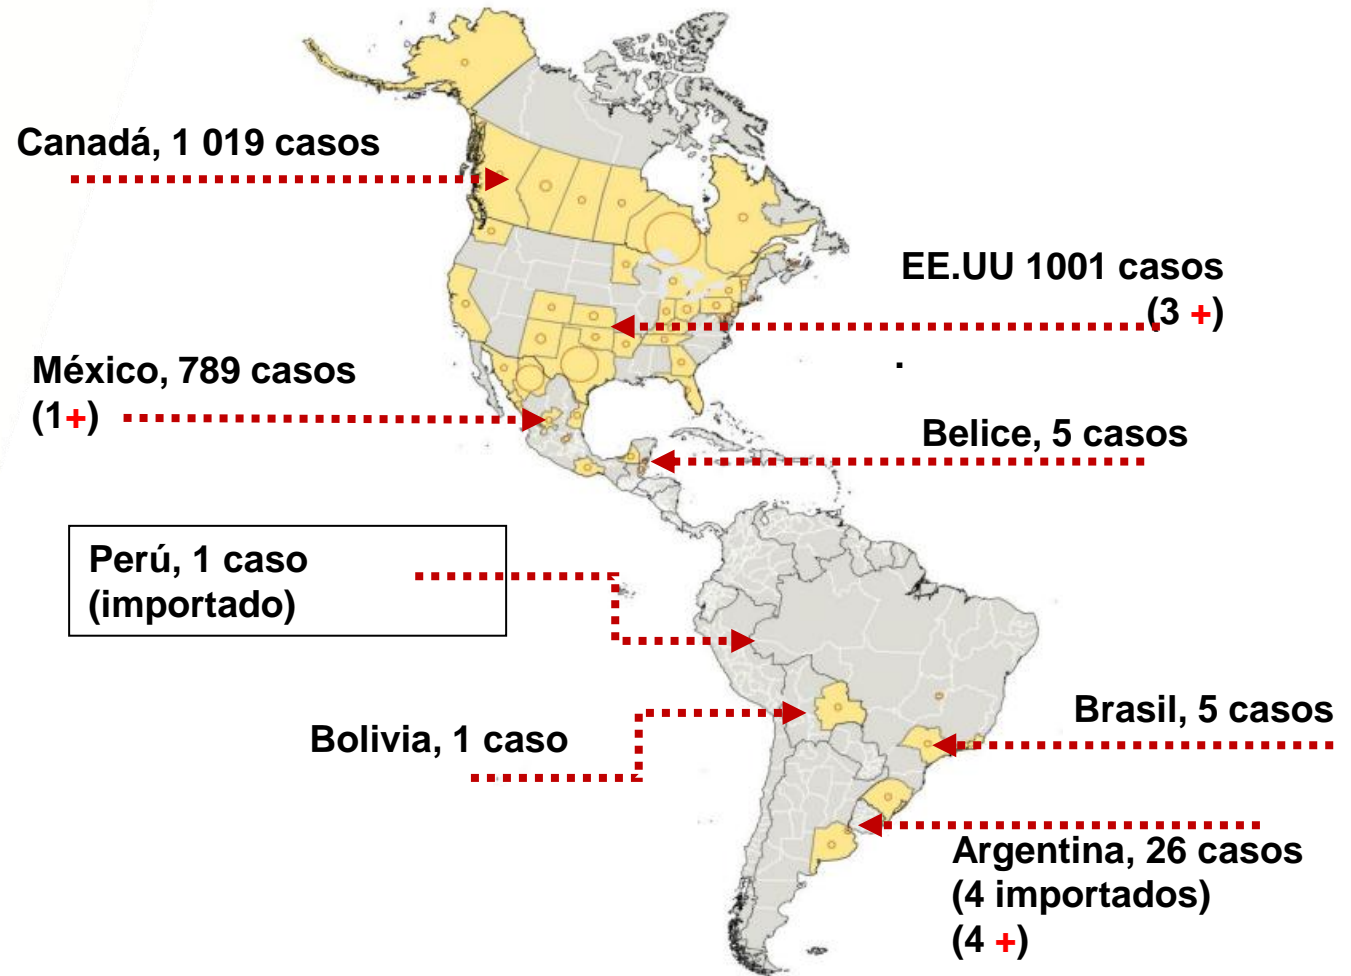 Canadá, 1 019 casos
EE.UU 1001 casos
(3 +)
.
México, 789 casos
(1+)
Belice, 5 casos
Perú, 1 caso
(importado)
Brasil, 5 casos
Bolivia, 1 caso
Argentina, 26 casos
(4 importados)
(4 +)